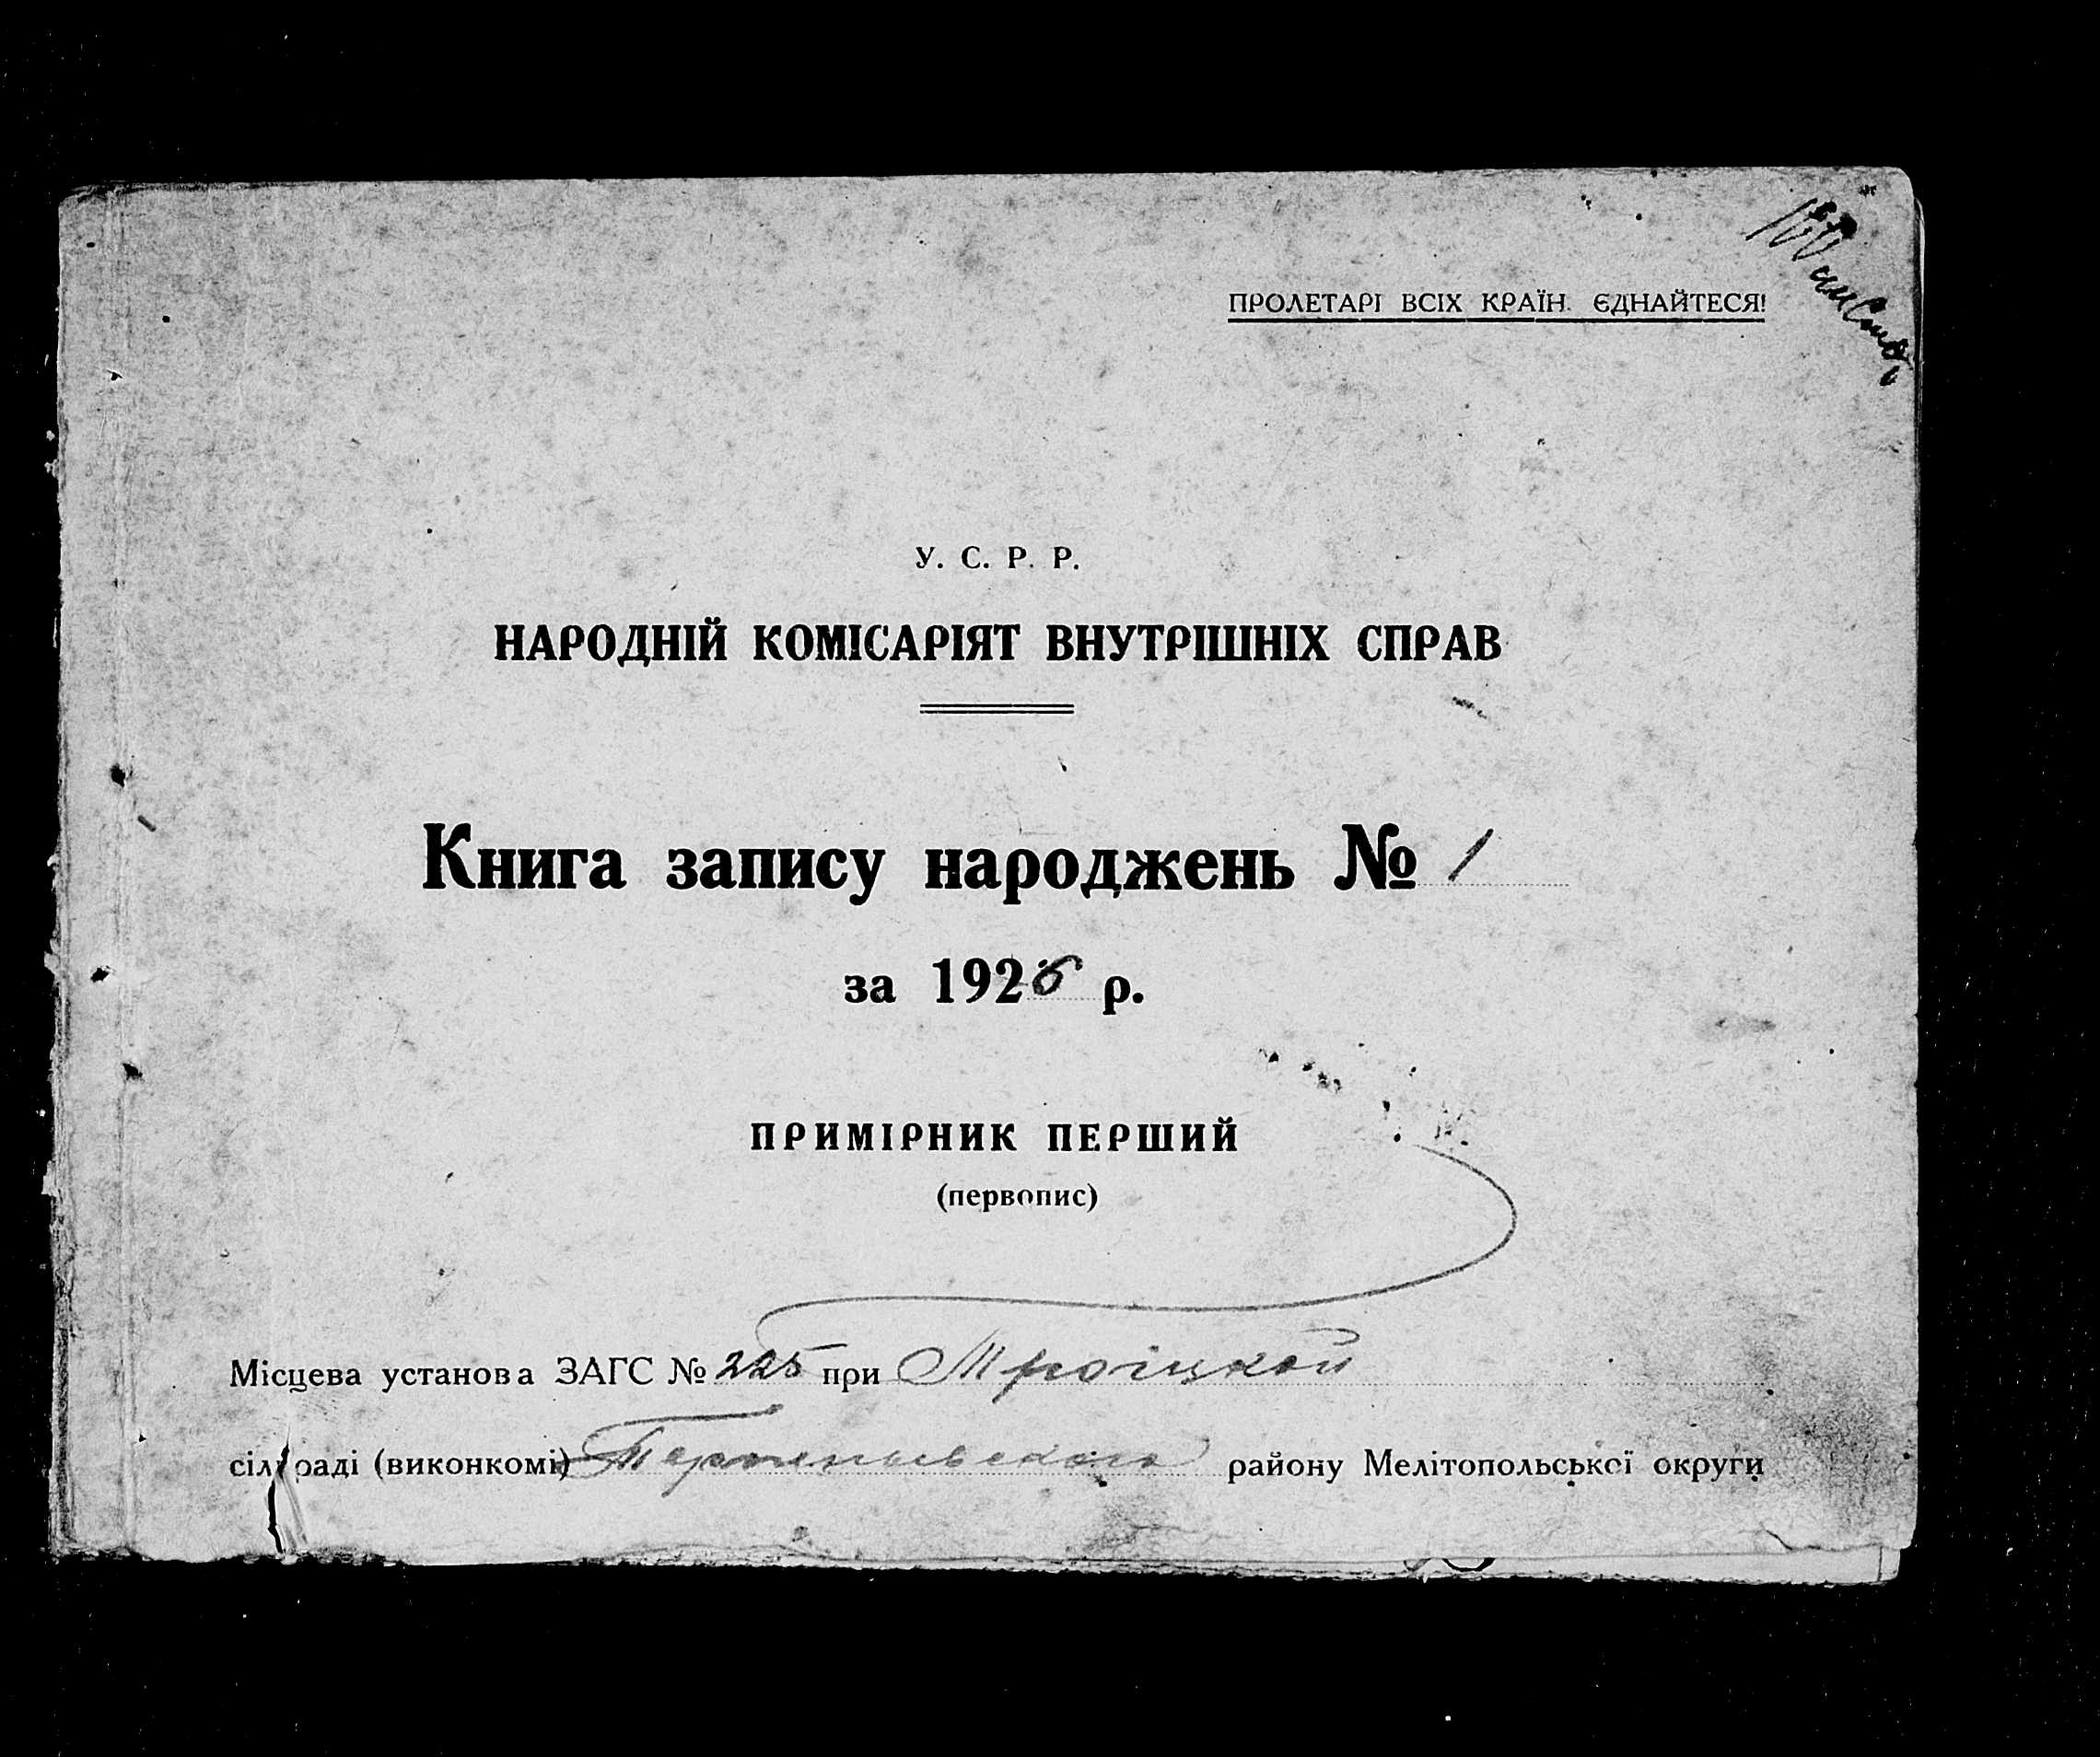 ПРОЛЕТАРІ ВСІХ КРАЇН. ЄДНАЙТЕСЯ!
У. С. Р. Р.
НАРОДНІЙ КОМІСАРІЯТ ВНУТРІШНІХ СПРАВ
Книга запису народжень № 1
за 1926 р.
ПРИМІРНИК ПЕРШИЙ
(первопис)
Місцева установа ЗАГС № 225 при Троіцкой
сільраді (виконкомі) району Мелітопольської округи